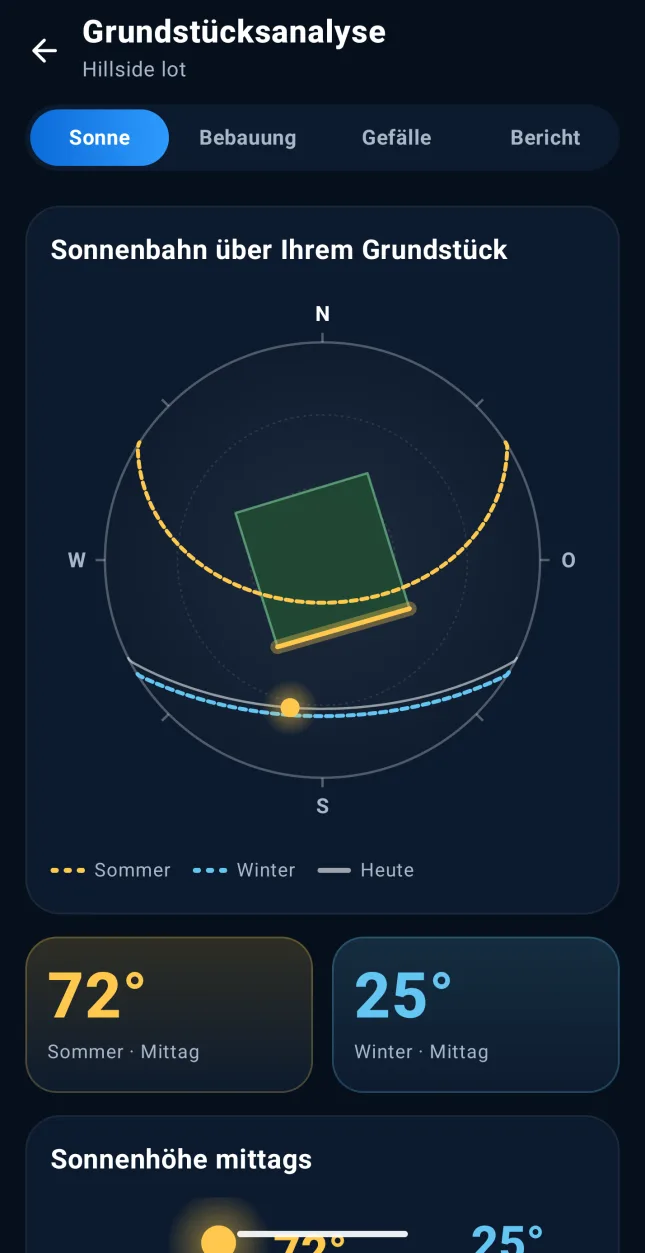 Grundstücksanalyse
Hillside lot
Sonne Bebauung Gefälle Bericht
Sonnenbahn über Ihrem Grundstück
N
W O
S
Sommer Winter Heute
72° 25°
Sommer · Mittag Winter · Mittag
Sonnenhöhe mittags
72° 25°